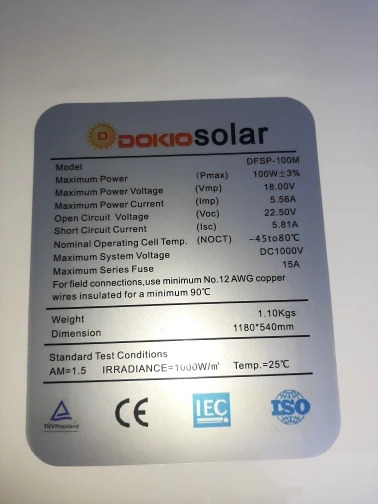 DOKIO solar
Model DFSP-100M
Maximum Power (Pmax) 100W±3%
Maximum Power Voltage (Vmp) 18.00V
Maximum Power Current (Imp) 5.56A
Open Circuit Voltage (Voc) 22.50V
Short Circuit Current (Isc) 5.81A
Nominal Operating Cell Temp. (NOCT) -45to80℃
Maximum System Voltage DC1000V
Maximum Series Fuse 15A
For field connections,use minimum No.12 AWG copper
wires insulated for a minimum 90℃
Weight 1.10Kgs
Dimension 1180*540mm
Standard Test Conditions
AM=1.5 IRRADIANCE=1000W/㎡ Temp.=25℃
TÜVRheinland CE IEC ISO